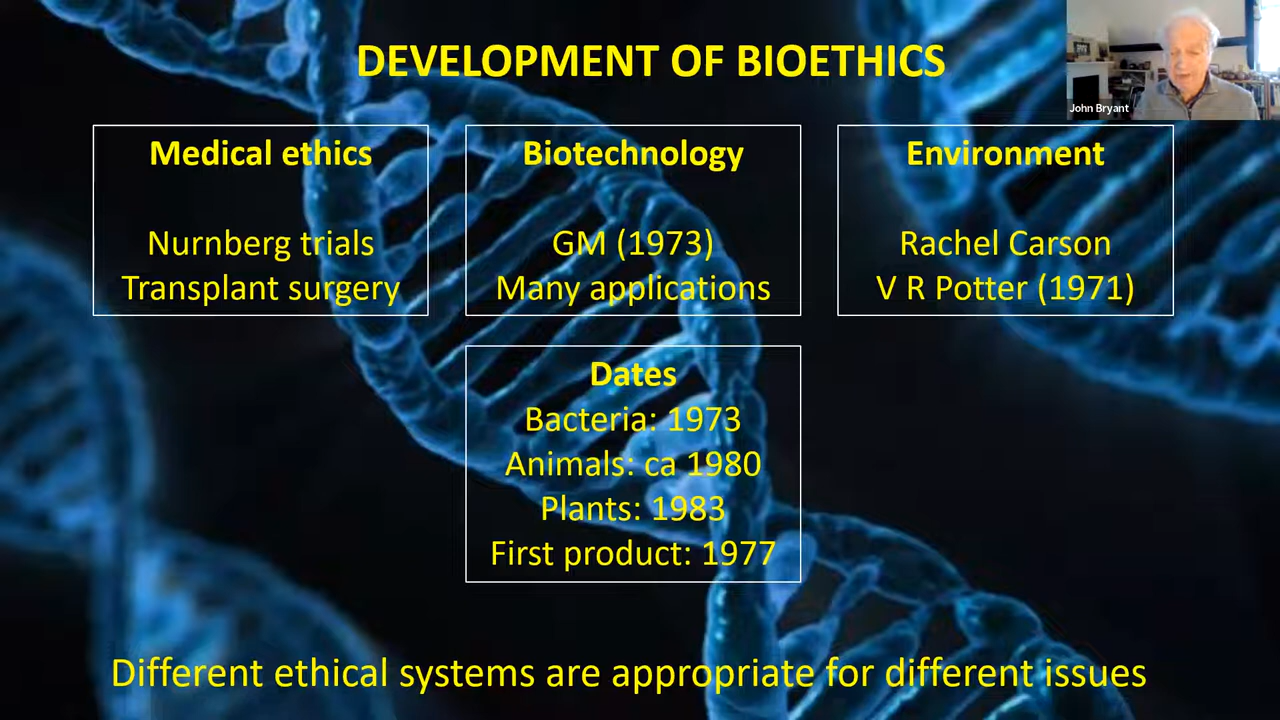 DEVELOPMENT OF BIOETHICS
John Bryant
Medical ethics
Nurnberg trials
Transplant surgery
Biotechnology
GM (1973)
Many applications
Environment
Rachel Carson
V R Potter (1971)
Dates
Bacteria: 1973
Animals: ca 1980
Plants: 1983
First product: 1977
Different ethical systems are appropriate for different issues